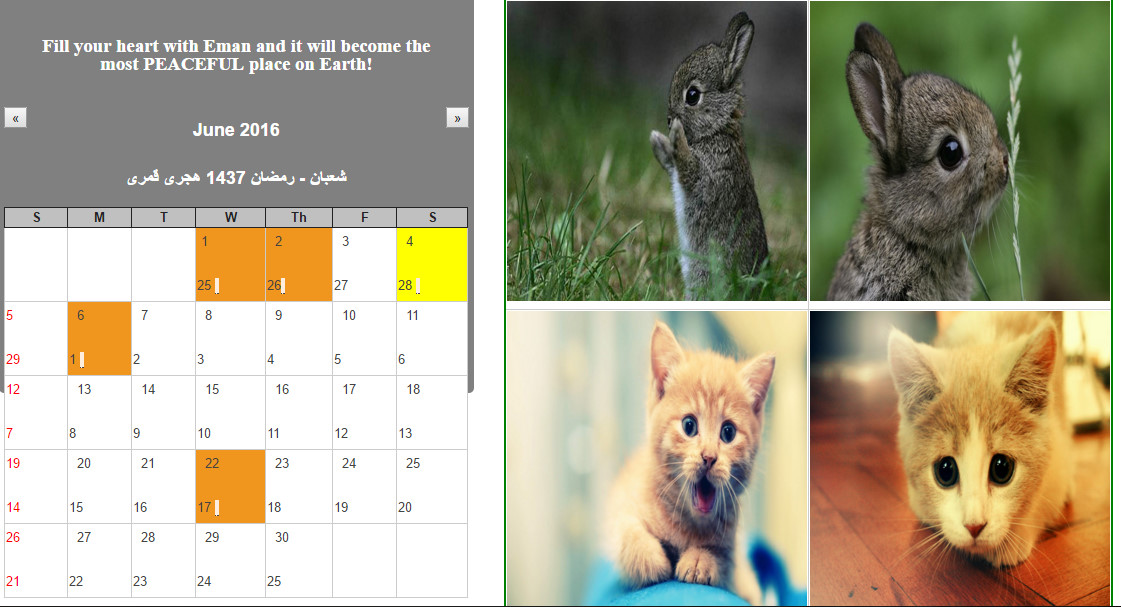 Fill your heart with Eman and it will become the
most PEACEFUL place on Earth!
« »
June 2016
شعبان - رمضان 1437 هجری قمری
S M T W Th F S
1 2 3 4
25 26 27 28
5 6 7 8 9 10 11
29 1 2 3 4 5 6
12 13 14 15 16 17 18
7 8 9 10 11 12 13
19 20 21 22 23 24 25
14 15 16 17 18 19 20
26 27 28 29 30
21 22 23 24 25